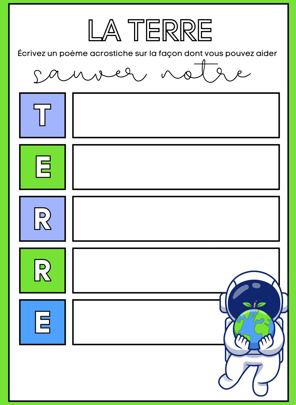 LA TERRE
Écrivez un poème acrostiche sur la façon dont vous pouvez aider
sauver notre
T
E
R
R
E